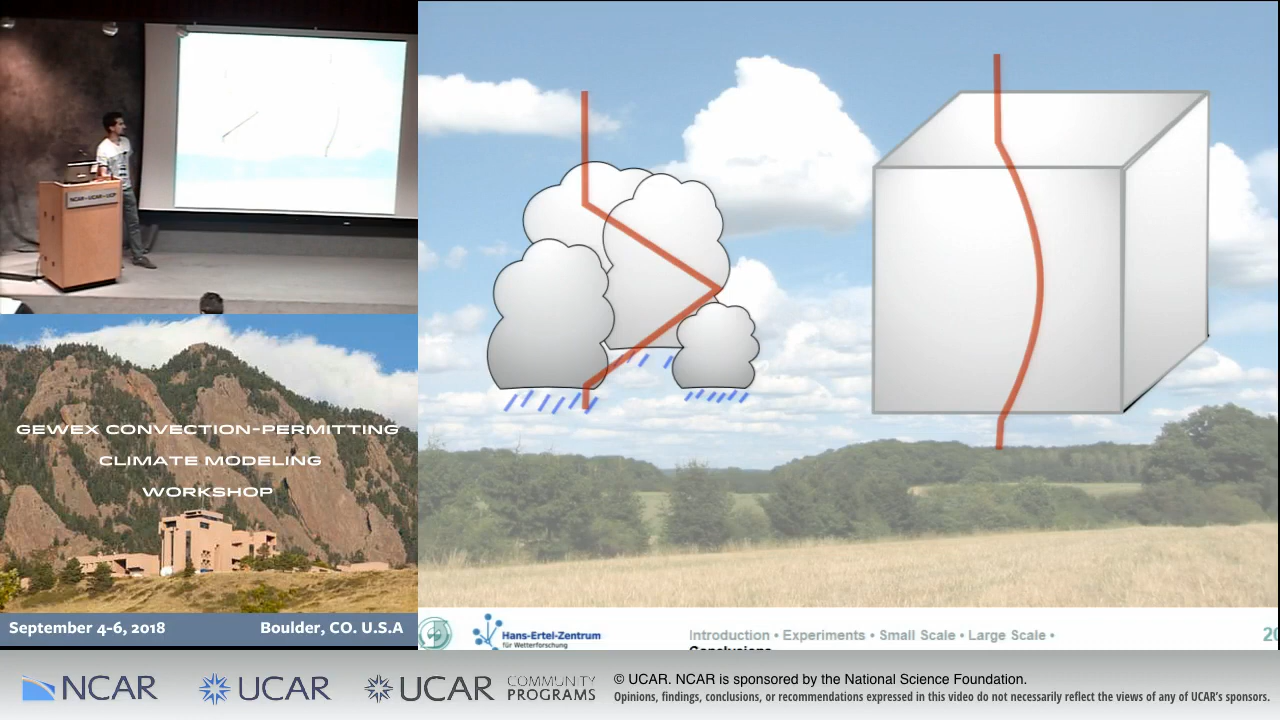 NCAR • UCAR • UCP
GEWEX CONVECTION-PERMITTING
CLIMATE MODELING
WORKSHOP
September 4-6, 2018
Boulder, CO. U.S.A
Hans-Ertel-Zentrum
für Wetterforschung
Introduction • Experiments • Small Scale • Large Scale •
Conclusions
NCAR
UCAR
UCAR
COMMUNITY
PROGRAMS
© UCAR. NCAR is sponsored by the National Science Foundation.
Opinions, findings, conclusions, or recommendations expressed in this video do not necessarily reflect the views of any of UCAR's sponsors.